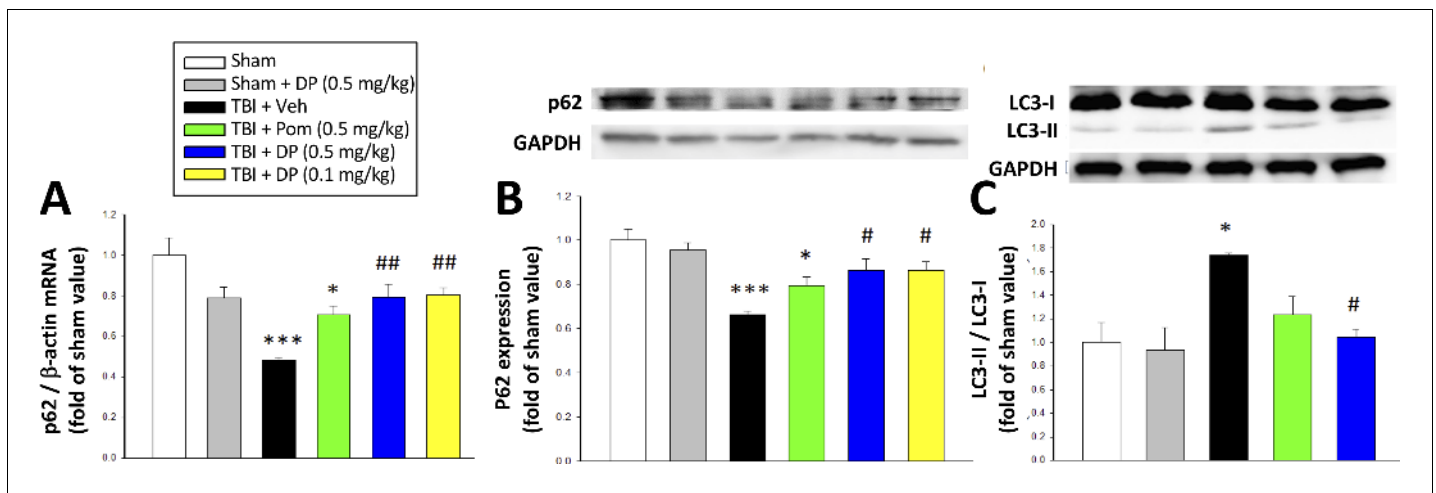 Sham
Sham + DP (0.5 mg/kg)
TBI + Veh
TBI + Pom (0.5 mg/kg)
TBI + DP (0.5 mg/kg)
TBI + DP (0.1 mg/kg)
p62
GAPDH
LC3-I
LC3-II
GAPDH
A
p62 / β-actin mRNA
(fold of sham value)
1.2
1.0
0.8
0.6
0.4
0.2
0.0
***
*
##
##
B
P62 expression
(fold of sham value)
1.2
1.0
0.8
0.6
0.4
0.2
0.0
***
*
#
#
C
LC3-II / LC3-I
(fold of sham value)
2.0
1.8
1.6
1.4
1.2
1.0
0.8
0.6
0.4
0.2
0.0
*
#